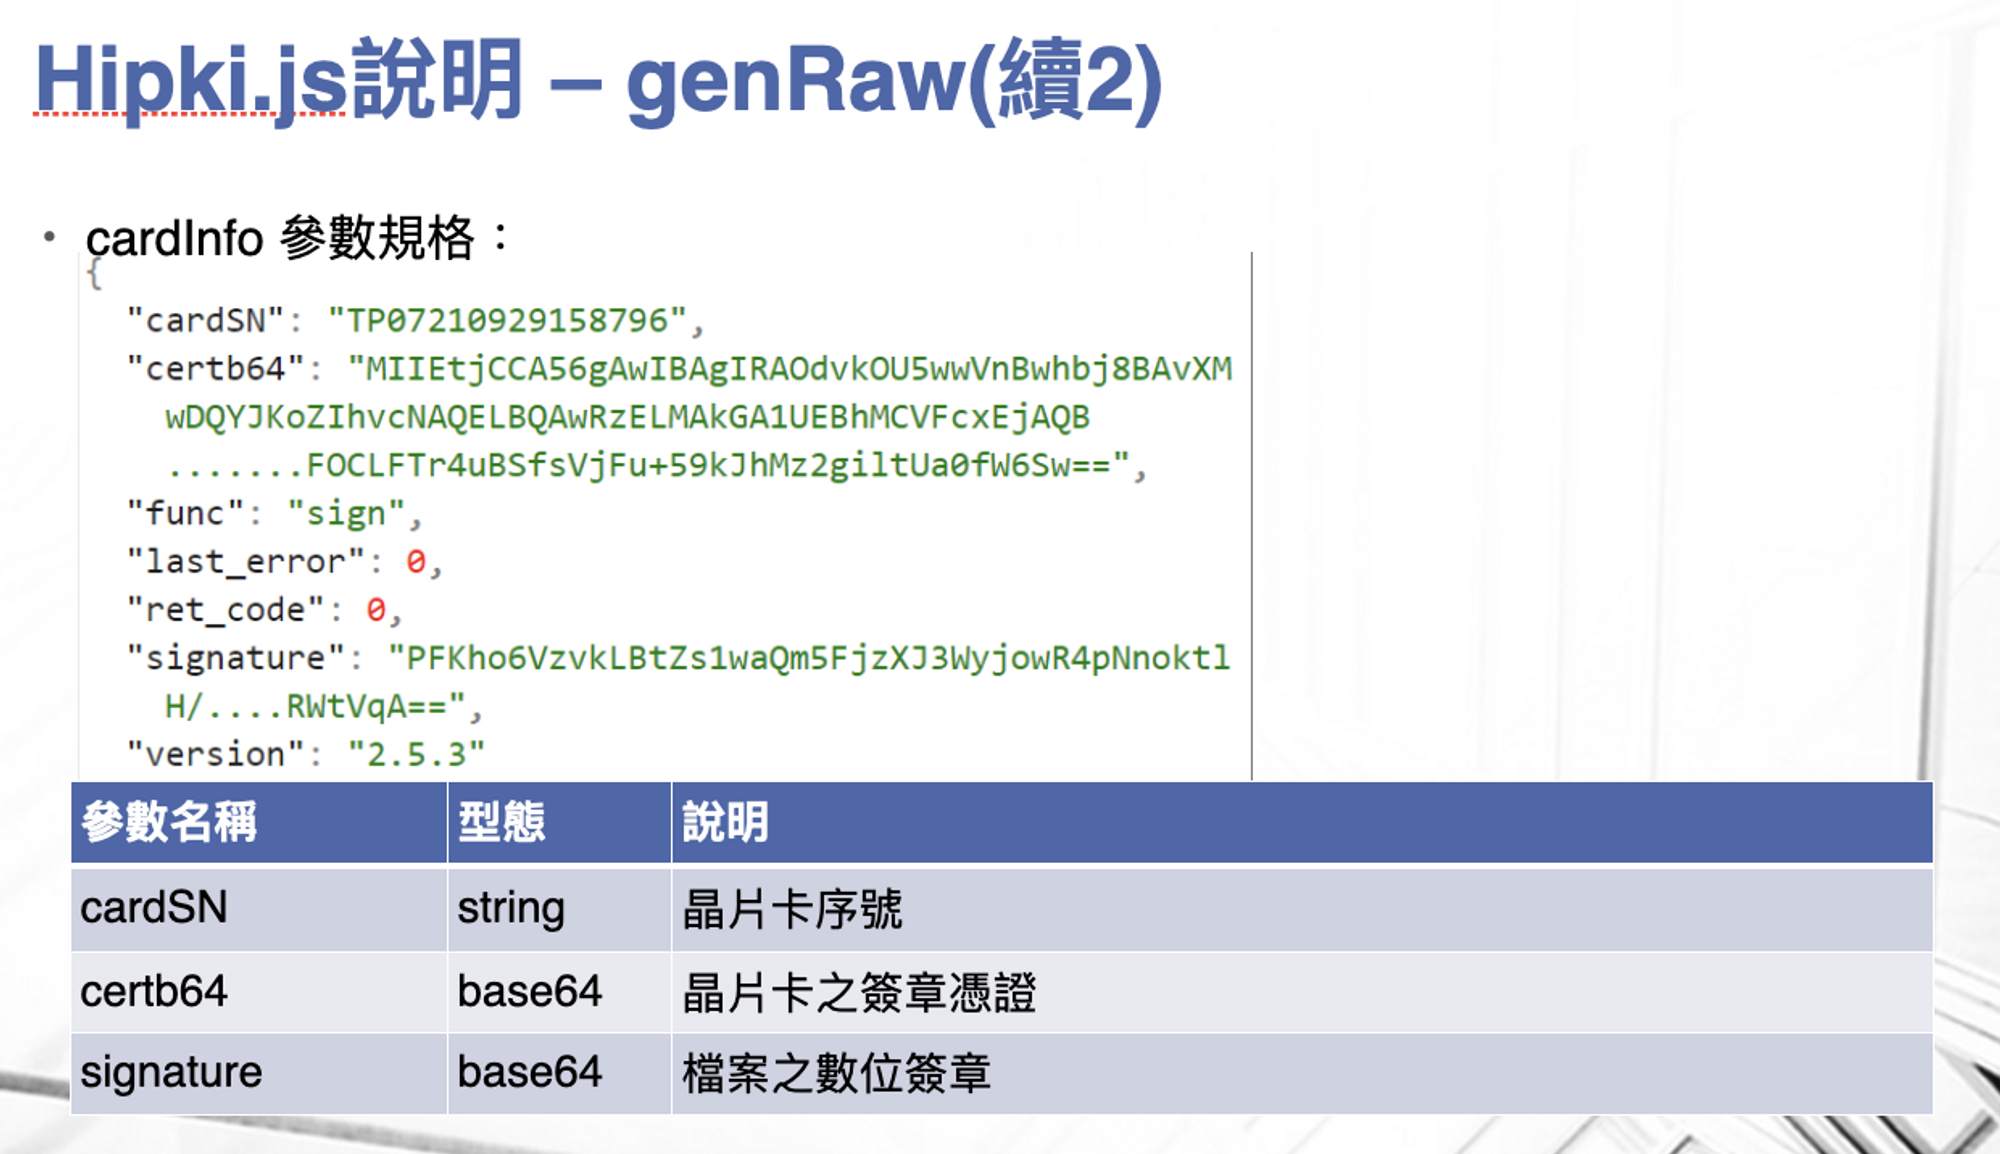 Hipki.js說明 – genRaw(續2)
• cardInfo 參數規格：
{
"cardSN": "TP07210929158796",
"certb64": "MIIEtjCCA56gAwIBAgIRAOdvkOU5wwVnBwhbj8BAvXM
wDQYJKoZIhvcNAQELBQAwRzELMAkGA1UEBhMCVFcxEjAQB
.......FOCLFTr4uBSfsVjFu+59kJhMz2giltUa0fW6Sw==",
"func": "sign",
"last_error": 0,
"ret_code": 0,
"signature": "PFKho6VzvkLBtZs1waQm5FjzXJ3WyjowR4pNnoktl
H/....RWtVqA==",
"version": "2.5.3"
參數名稱 型態 說明
cardSN string 晶片卡序號
certb64 base64 晶片卡之簽章憑證
signature base64 檔案之數位簽章